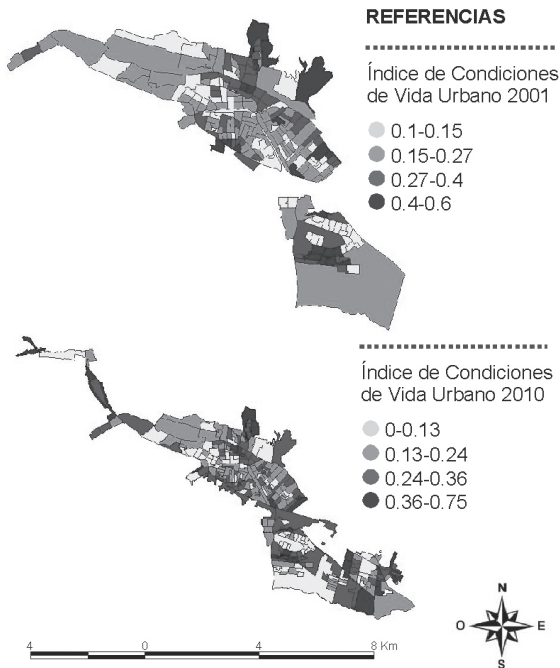 REFERENCIAS
Índice de Condiciones
de Vida Urbano 2001
0.1-0.15
0.15-0.27
0.27-0.4
0.4-0.6
Índice de Condiciones
de Vida Urbano 2010
0-0.13
0.13-0.24
0.24-0.36
0.36-0.75
N
O
E
S
4 0 4 8 Km